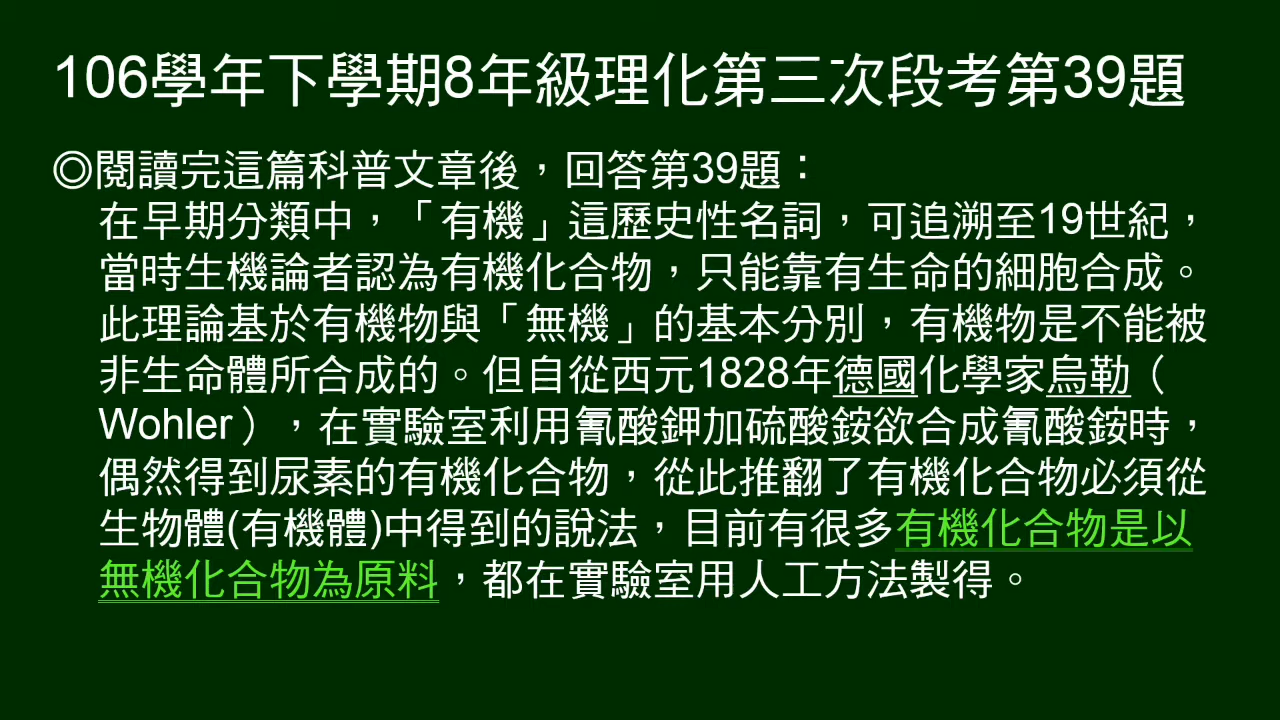 106學年下學期8年級理化第三次段考第39題
◎閱讀完這篇科普文章後，回答第39題：
在早期分類中，「有機」這歷史性名詞，可追溯至19世紀，
當時生機論者認為有機化合物，只能靠有生命的細胞合成。
此理論基於有機物與「無機」的基本分別，有機物是不能被
非生命體所合成的。但自從西元1828年德國化學家烏勒（
Wohler），在實驗室利用氰酸鉀加硫酸銨欲合成氰酸銨時，
偶然得到尿素的有機化合物，從此推翻了有機化合物必須從
生物體(有機體)中得到的說法，目前有很多有機化合物是以
無機化合物為原料，都在實驗室用人工方法製得。